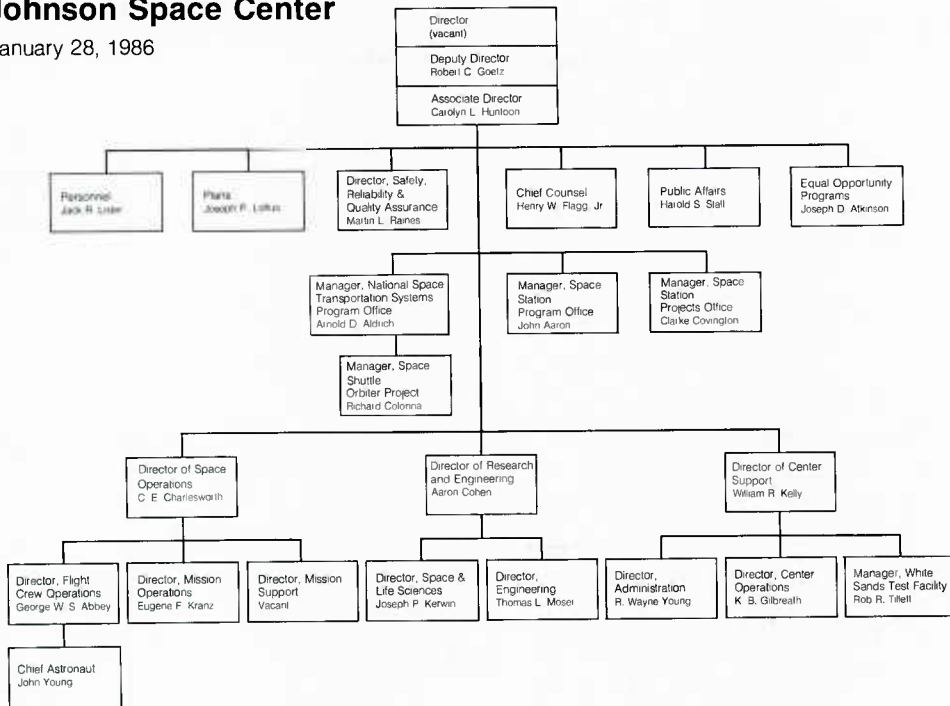 Johnson Space Center
January 28, 1986
Director
(vacant)
Deputy Director
Robert C. Goetz
Associate Director
Carolyn L. Huntoon
Personnel
Jack R. Lister
Plans
Joseph P. Loftus
Director, Safety,
Reliability &
Quality Assurance
Martin L. Raines
Chief Counsel
Henry W. Flagg, Jr
Public Affairs
Harold S. Stall
Equal Opportunity
Programs
Joseph D. Atkinson
Manager, National Space
Transportation Systems
Program Office
Arnold D. Aldrich
Manager, Space
Station
Program Office
John Aaron
Manager, Space
Station
Projects Office
Clarke Covington
Manager, Space
Shuttle
Orbiter Project
Richard Colonna
Director of Space
Operations
C. E. Charlesworth
Director of Research
and Engineering
Aaron Cohen
Director of Center
Support
William R. Kelly
Director, Flight
Crew Operations
George W. S. Abbey
Director, Mission
Operations
Eugene F. Kranz
Director, Mission
Support
Vacant
Director, Space &
Life Sciences
Joseph P. Kerwin
Director,
Engineering
Thomas L. Moser
Director,
Administration
R. Wayne Young
Director, Center
Operations
K. B. Gilbreath
Manager, White
Sands Test Facility
Rob R. Tillett
Chief Astronaut
John Young